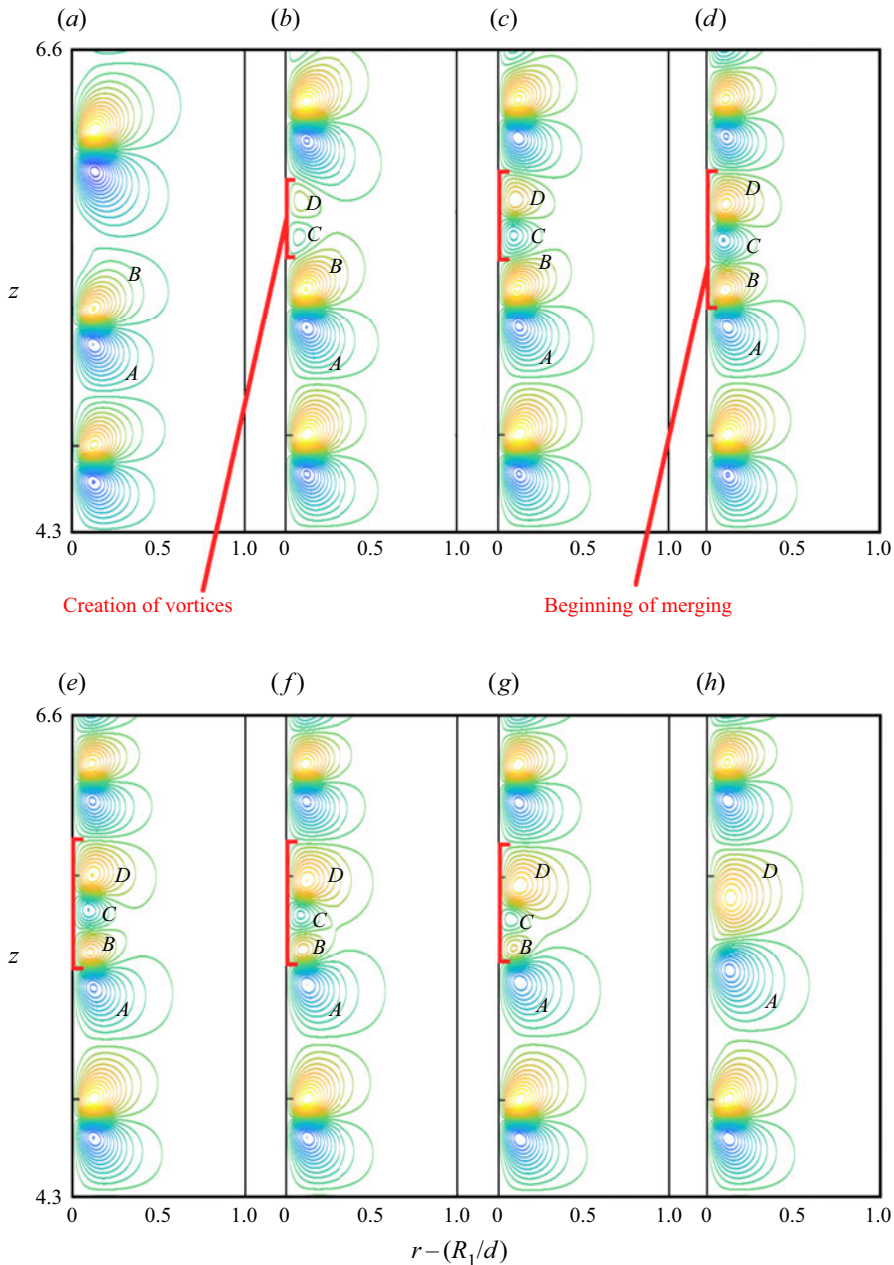 (a) (b) (c) (d)
6.6
D
D
D
C
C
C
B
B
B
B
z
A
A
A
A
4.3
0 0.5 1.0 0 0.5 1.0 0 0.5 1.0 0 0.5 1.0
Creation of vortices Beginning of merging
(e) (f) (g) (h)
6.6
D D D D
C C C
B B B
z
A A A A
4.3
0 0.5 1.0 0 0.5 1.0 0 0.5 1.0 0 0.5 1.0
r – (R₁/d)